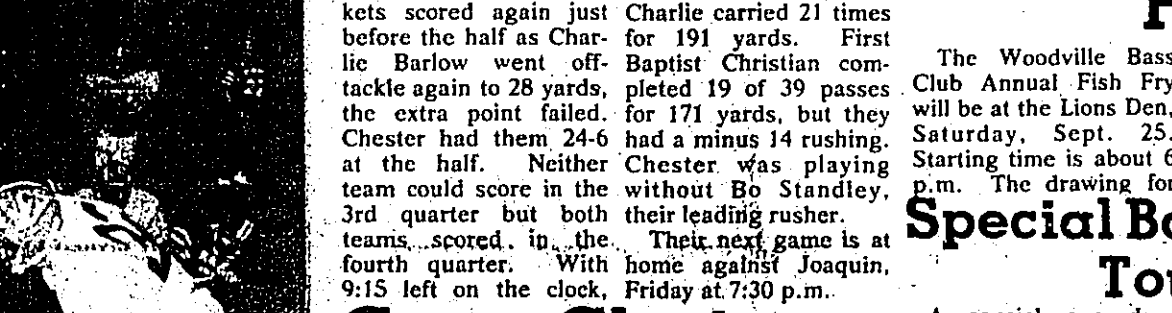 kets scored again just
before the half as Char-
lie Barlow went off-
tackle again to 28 yards,
the extra point failed.
Chester had them 24-6
at the half. Neither
team could score in the
3rd quarter but both
teams scored in the
fourth quarter. With
9:15 left on the clock,
Charlie carried 21 times
for 191 yards. First
Baptist Christian com-
pleted 19 of 39 passes
for 171 yards, but they
had a minus 14 rushing.
Chester was playing
without Bo Standley,
their leading rusher.
Their next game is at
home against Joaquin,
Friday at 7:30 p.m.
The Woodville Bass
Club Annual Fish Fry
will be at the Lions Den,
Saturday, Sept. 25.
Starting time is about 6
p.m. The drawing for
Special Bo
Tou